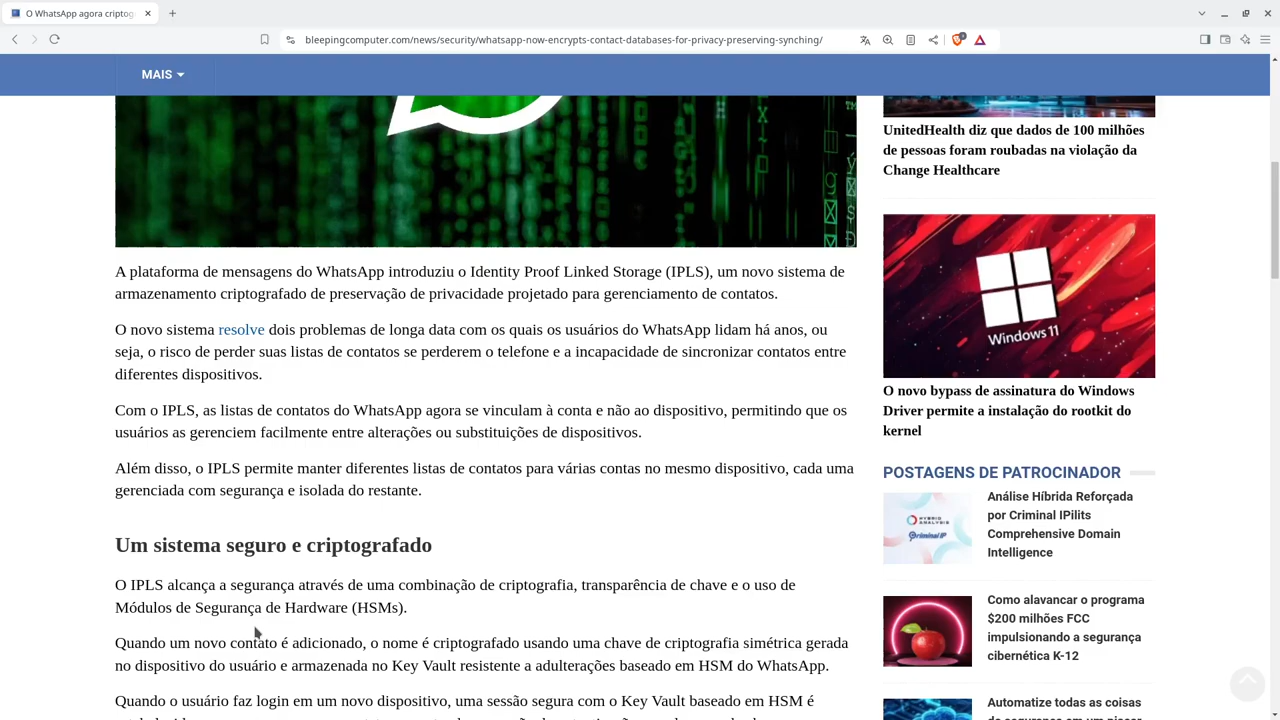 O WhatsApp agora criptog
bleepingcomputer.com/news/security/whatsapp-now-encrypts-contact-databases-for-privacy-preserving-synching/
MAIS
A plataforma de mensagens do WhatsApp introduziu o Identity Proof Linked Storage (IPLS), um novo sistema de
armazenamento criptografado de preservação de privacidade projetado para gerenciamento de contatos.
O novo sistema resolve dois problemas de longa data com os quais os usuários do WhatsApp lidam há anos, ou
seja, o risco de perder suas listas de contatos se perderem o telefone e a incapacidade de sincronizar contatos entre
diferentes dispositivos.
Com o IPLS, as listas de contatos do WhatsApp agora se vinculam à conta e não ao dispositivo, permitindo que os
usuários as gerenciem facilmente entre alterações ou substituições de dispositivos.
Além disso, o IPLS permite manter diferentes listas de contatos para várias contas no mesmo dispositivo, cada uma
gerenciada com segurança e isolada do restante.
Um sistema seguro e criptografado
O IPLS alcança a segurança através de uma combinação de criptografia, transparência de chave e o uso de
Módulos de Segurança de Hardware (HSMs).
Quando um novo contato é adicionado, o nome é criptografado usando uma chave de criptografia simétrica gerada
no dispositivo do usuário e armazenada no Key Vault resistente a adulterações baseado em HSM do WhatsApp.
Quando o usuário faz login em um novo dispositivo, uma sessão segura com o Key Vault baseado em HSM é
UnitedHealth diz que dados de 100 milhões
de pessoas foram roubadas na violação da
Change Healthcare
Windows 11
O novo bypass de assinatura do Windows
Driver permite a instalação do rootkit do
kernel
POSTAGENS DE PATROCINADOR
HYBRID
ANALYSIS
Criminal IP
Análise Híbrida Reforçada
por Criminal IPilits
Comprehensive Domain
Intelligence
Como alavancar o programa
$200 milhões FCC
impulsionando a segurança
cibernética K-12
Automatize todas as coisas